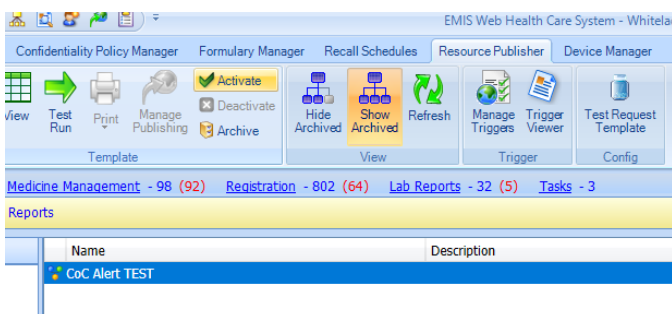 EMIS Web Health Care System - Whitela
Confidentiality Policy Manager Formulary Manager Recall Schedules Resource Publisher Device Manager
View Test Run Print Manage Publishing Activate Deactivate Archive Hide Archived Show Archived Refresh Manage Triggers Trigger Viewer Test Request Template
Template View Trigger Config
Medicine Management - 98 (92) Registration - 802 (64) Lab Reports - 32 (5) Tasks - 3
Reports
Name Description
CoC Alert TEST